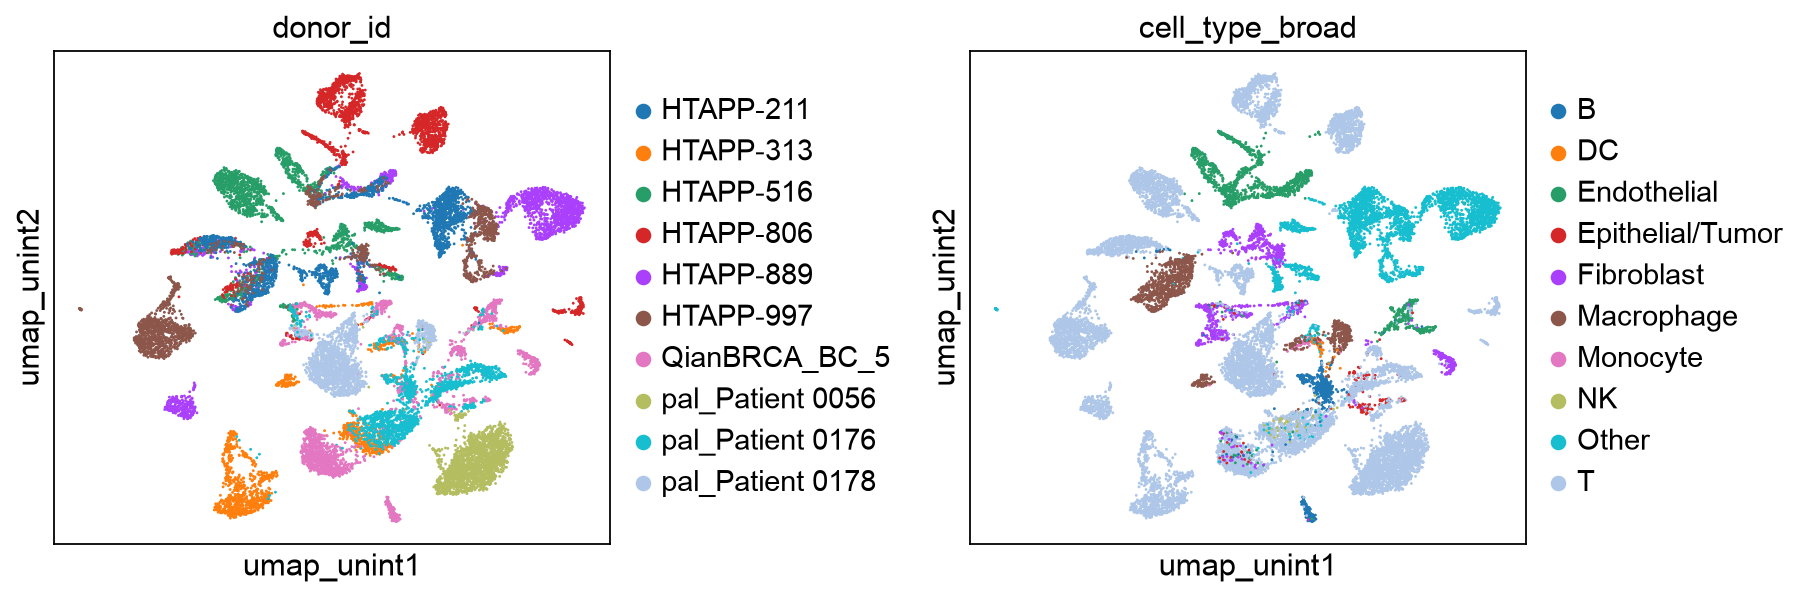 donor_id
umap_unint2
umap_unint1
HTAPP-211
HTAPP-313
HTAPP-516
HTAPP-806
HTAPP-889
HTAPP-997
QianBRCA_BC_5
pal_Patient 0056
pal_Patient 0176
pal_Patient 0178
cell_type_broad
umap_unint2
umap_unint1
B
DC
Endothelial
Epithelial/Tumor
Fibroblast
Macrophage
Monocyte
NK
Other
T